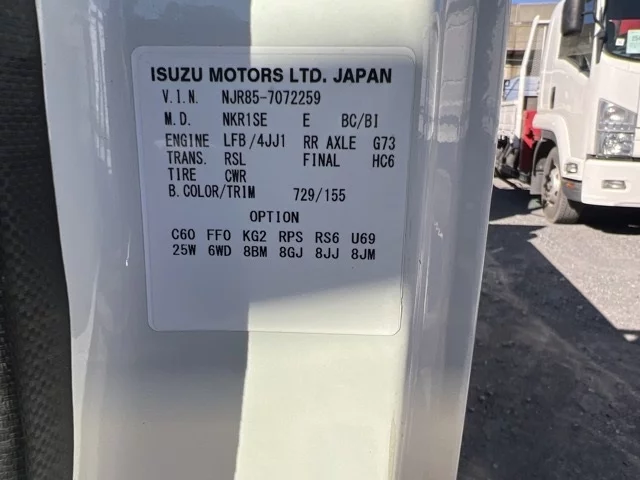 ISUZU MOTORS LTD. JAPAN
V.I.N. NJR85-7072259
M.D. NKR1SE E BC/BI
ENGINE LFB/4JJ1 RR AXLE G73
TRANS. RSL FINAL HC6
TIRE CWR
B.COLOR/TRIM 729/155
OPTION
C60 FF0 KG2 RPS RS6 U69
25W 6WD 8BM 8GJ 8JJ 8JM